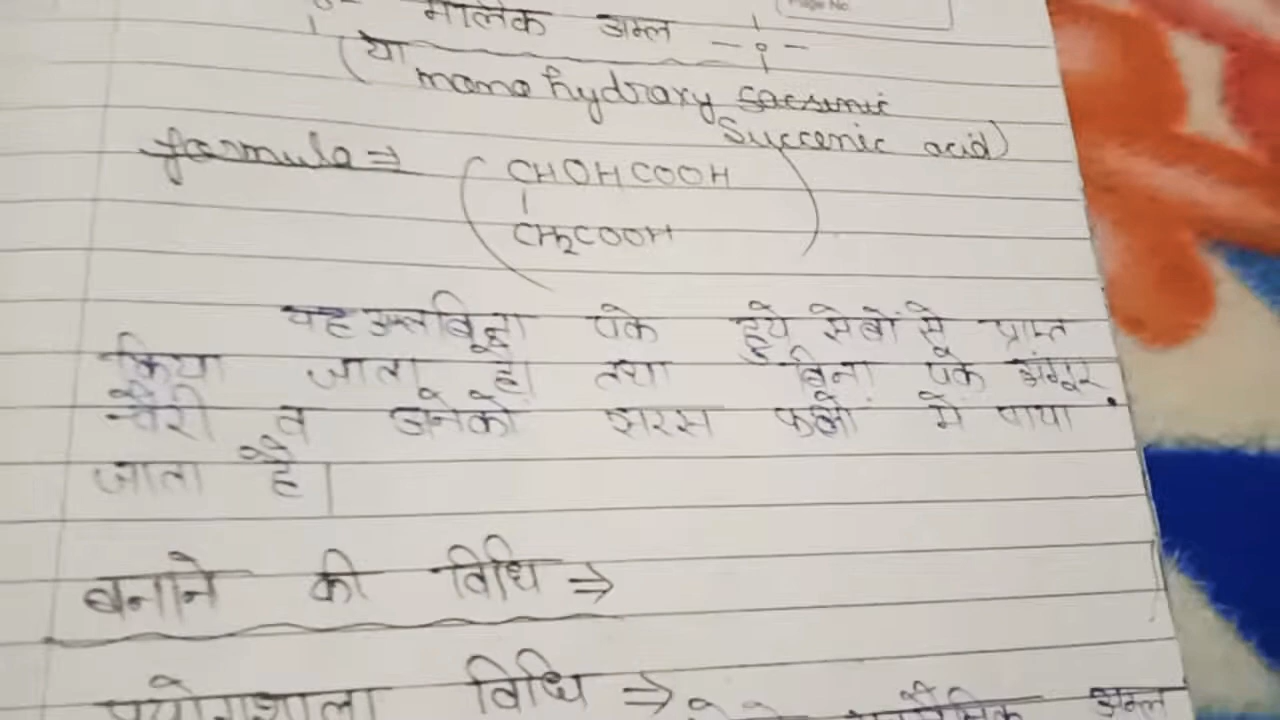 मालिक अम्ल -:-
(या mono hydroxy
Succenic acid)
formula ⇒ CHOHCOOH
CH2COOH
यह अम्ल बिना पके हुये सेबों से प्राप्त
किया जाता है। तथा बिना पके अंगूर,
चेरी व अनेकों सरस फलों में पाया
जाता है।
बनाने की विधि ⇒
प्रयोगशाला विधि ⇒ अम्ल